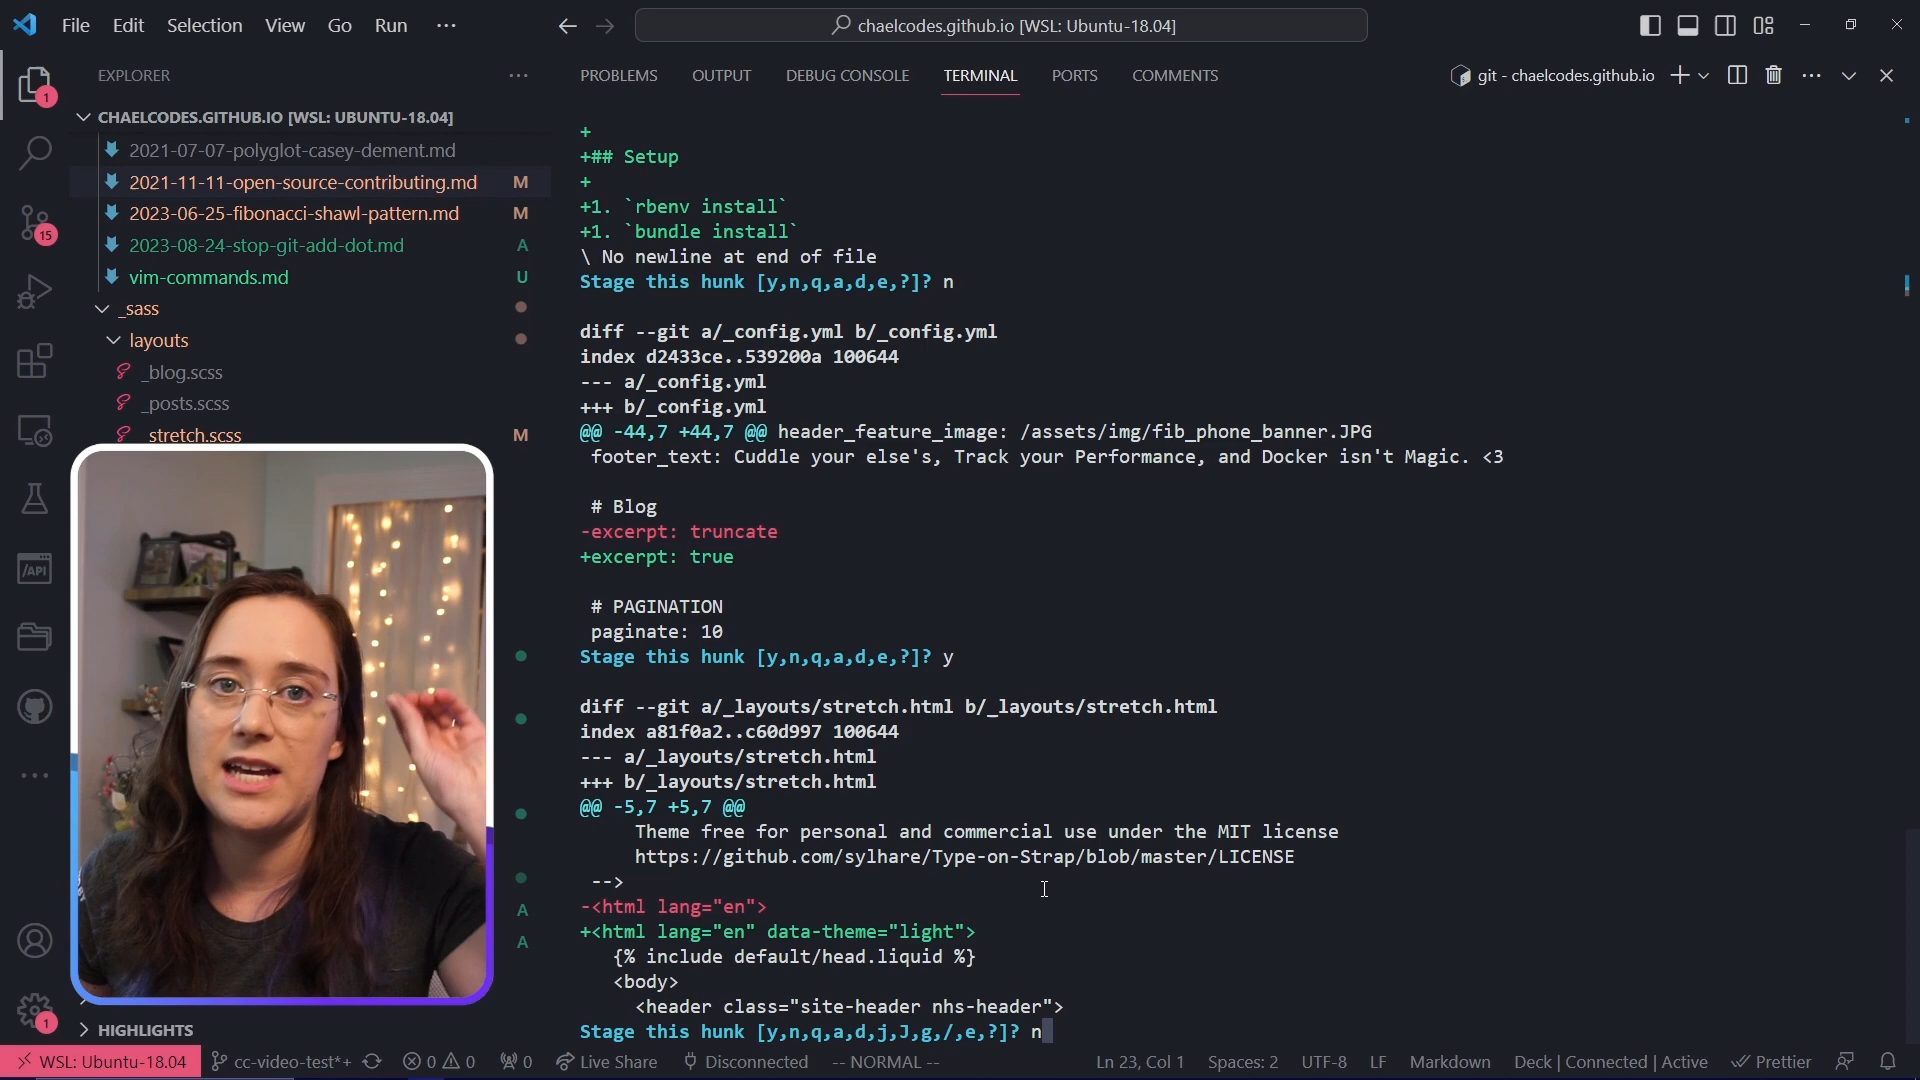 File Edit Selection View Go Run ···
chaelcodes.github.io [WSL: Ubuntu-18.04]
EXPLORER ···
1
CHAELCODES.GITHUB.IO [WSL: UBUNTU-18.04]
2021-07-07-polyglot-casey-dement.md
2021-11-11-open-source-contributing.md M
2023-06-25-fibonacci-shawl-pattern.md M
2023-08-24-stop-git-add-dot.md A
15
vim-commands.md U
_sass
layouts
_blog.scss
_posts.scss
_stretch.scss M
/API
A
A
1
HIGHLIGHTS
PROBLEMS OUTPUT DEBUG CONSOLE TERMINAL PORTS COMMENTS
git - chaelcodes.github.io
+
+## Setup
+
+1. `rbenv install`
+1. `bundle install`
\ No newline at end of file
Stage this hunk [y,n,q,a,d,e,?]? n
diff --git a/_config.yml b/_config.yml
index d2433ce..539200a 100644
--- a/_config.yml
+++ b/_config.yml
@@ -44,7 +44,7 @@ header_feature_image: /assets/img/fib_phone_banner.JPG
footer_text: Cuddle your else's, Track your Performance, and Docker isn't Magic. <3
# Blog
-excerpt: truncate
+excerpt: true
# PAGINATION
paginate: 10
Stage this hunk [y,n,q,a,d,e,?]? y
diff --git a/_layouts/stretch.html b/_layouts/stretch.html
index a81f0a2..c60d997 100644
--- a/_layouts/stretch.html
+++ b/_layouts/stretch.html
@@ -5,7 +5,7 @@
Theme free for personal and commercial use under the MIT license
https://github.com/sylhare/Type-on-Strap/blob/master/LICENSE
-->
-<html lang="en">
+<html lang="en" data-theme="light">
{% include default/head.liquid %}
<body>
<header class="site-header nhs-header">
Stage this hunk [y,n,q,a,d,j,J,g,/,e,?]? n
WSL: Ubuntu-18.04 cc-video-test*+ 0 0 0 Live Share Disconnected -- NORMAL -- Ln 23, Col 1 Spaces: 2 UTF-8 LF Markdown Deck | Connected | Active Prettier